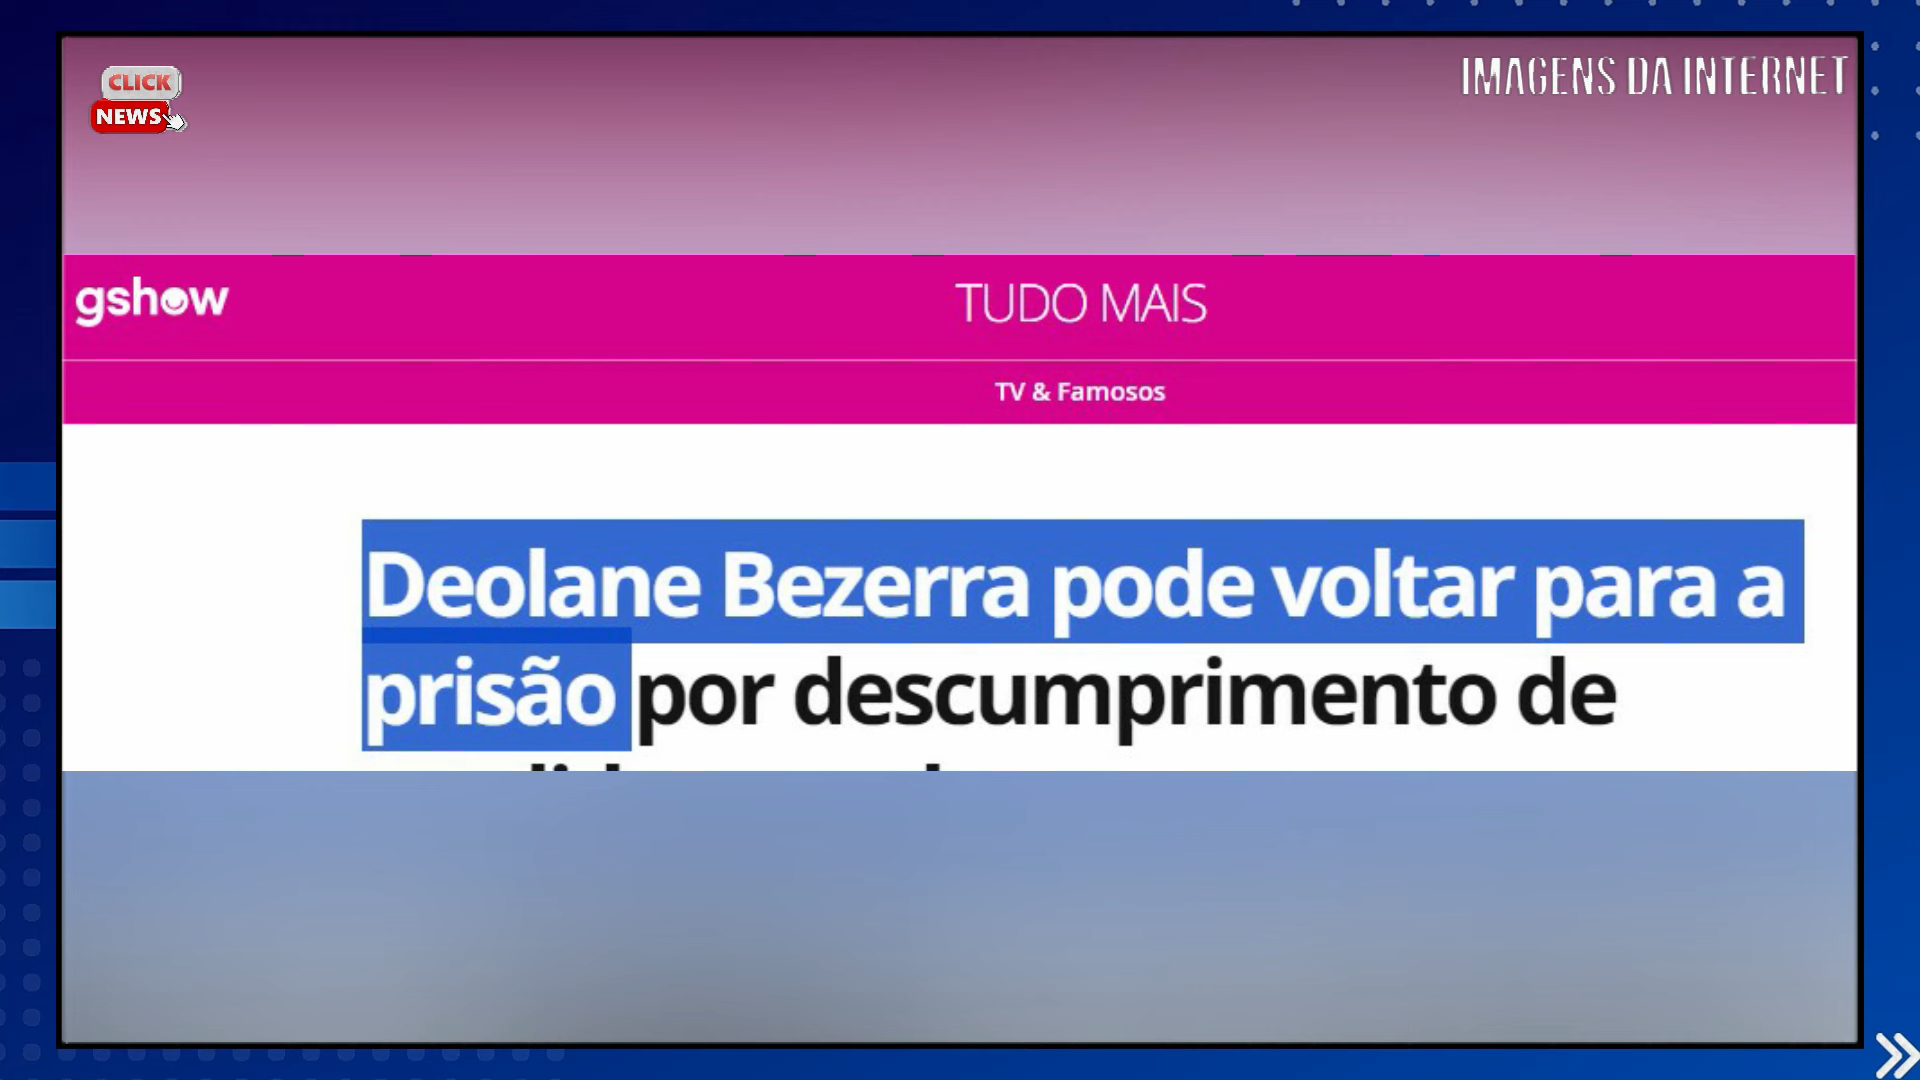 CLICK
NEWS
IMAGENS DA INTERNET
gshow
TUDO MAIS
TV & Famosos
Deolane Bezerra pode voltar para a
prisão por descumprimento de